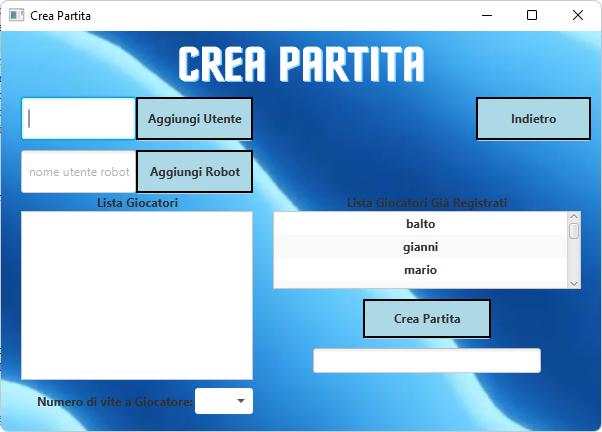 Crea Partita
CREA PARTITA
Aggiungi Utente
Indietro
nome utente robot
Aggiungi Robot
Lista Giocatori
Lista Giocatori Già Registrati
balto
gianni
mario
Crea Partita
Numero di vite a Giocatore: